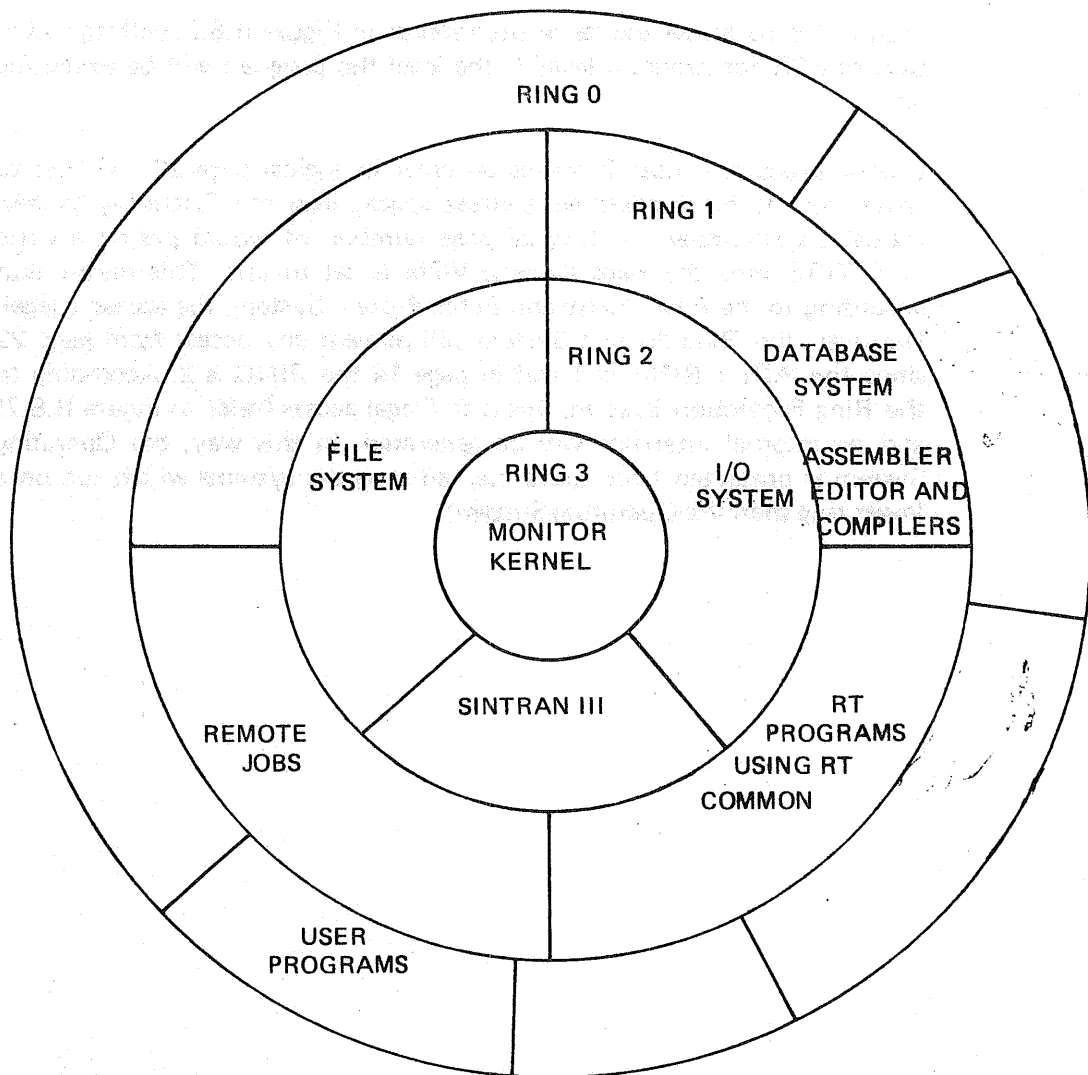 RING 0
RING 1
RING 2
DATABASE
SYSTEM
FILE
SYSTEM
RING 3
I/O
SYSTEM
ASSEMBLER
EDITOR AND
COMPILERS
MONITOR
KERNEL
SINTRAN III
REMOTE
JOBS
RT
PROGRAMS
USING RT
COMMON
USER
PROGRAMS